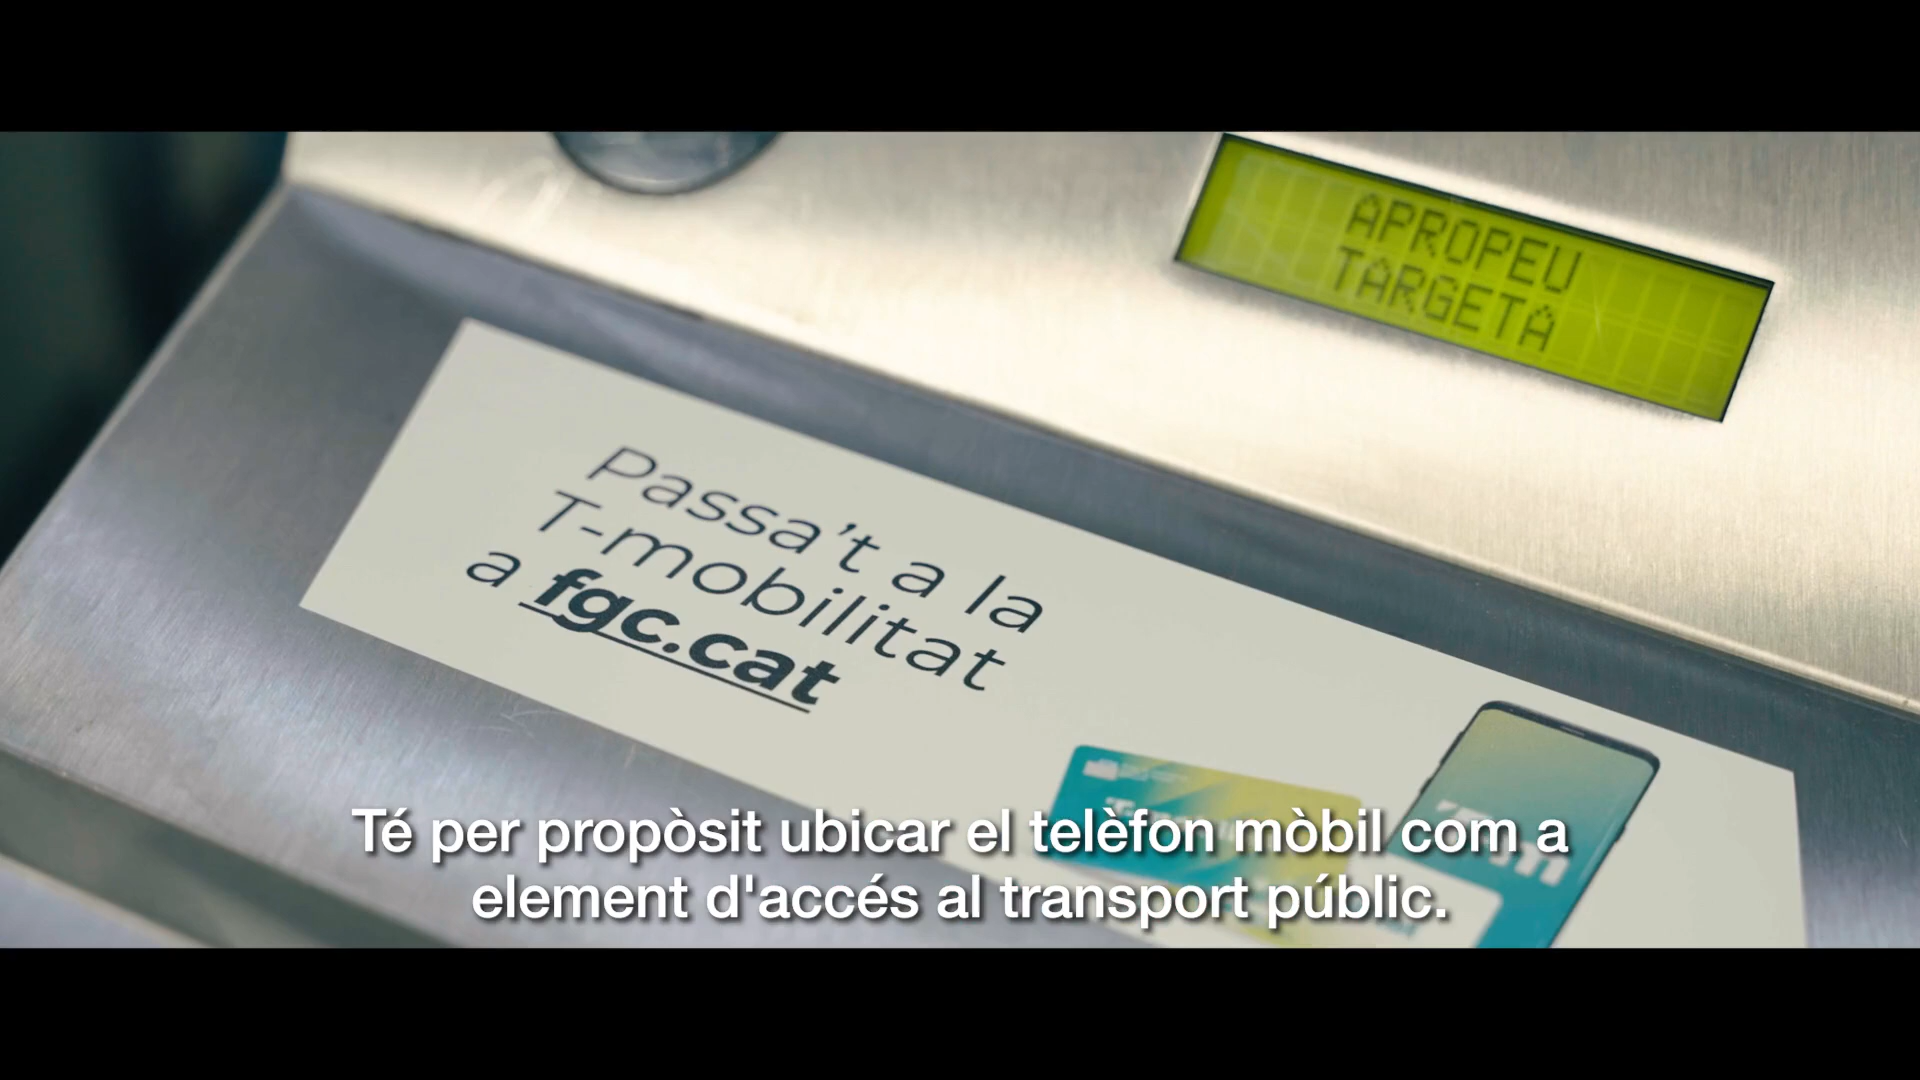 APROPEU
TARGETA
Passa't a la
T-mobilitat
a fgc.cat
Té per propòsit ubicar el telèfon mòbil com a
element d'accés al transport públic.